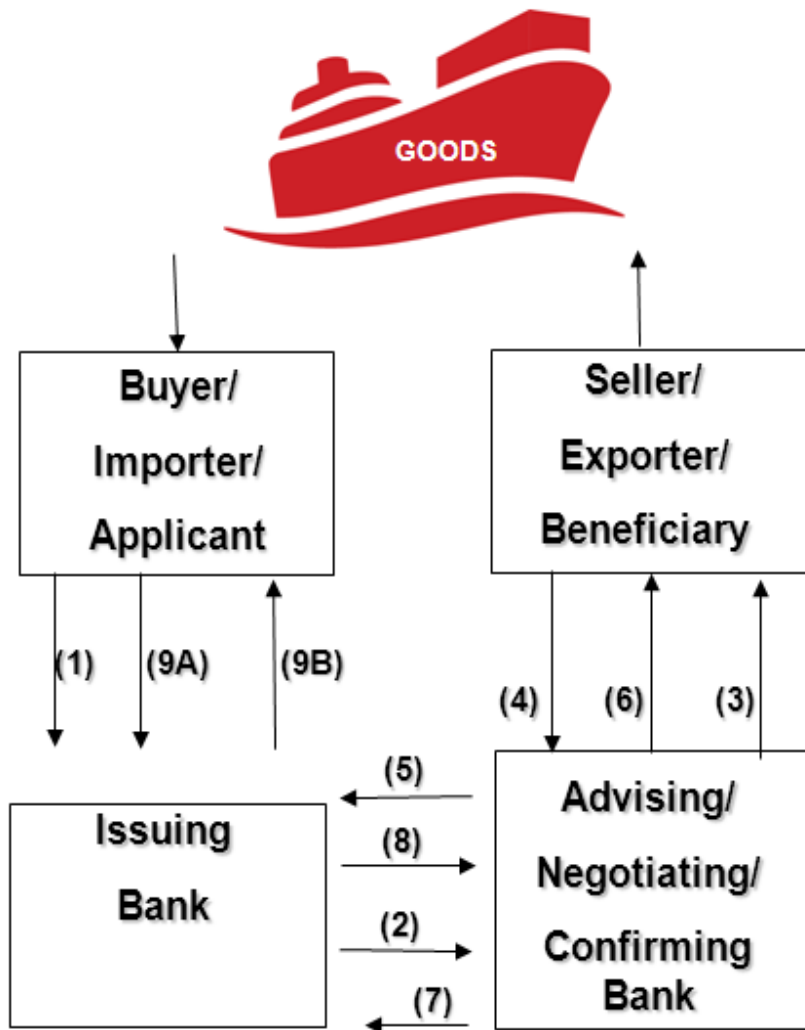 GOODS
Buyer/
Importer/
Applicant
Seller/
Exporter/
Beneficiary
(1)
(9A)
(9B)
(4)
(6)
(3)
(5)
(8)
(2)
(7)
Issuing
Bank
Advising/
Negotiating/
Confirming
Bank